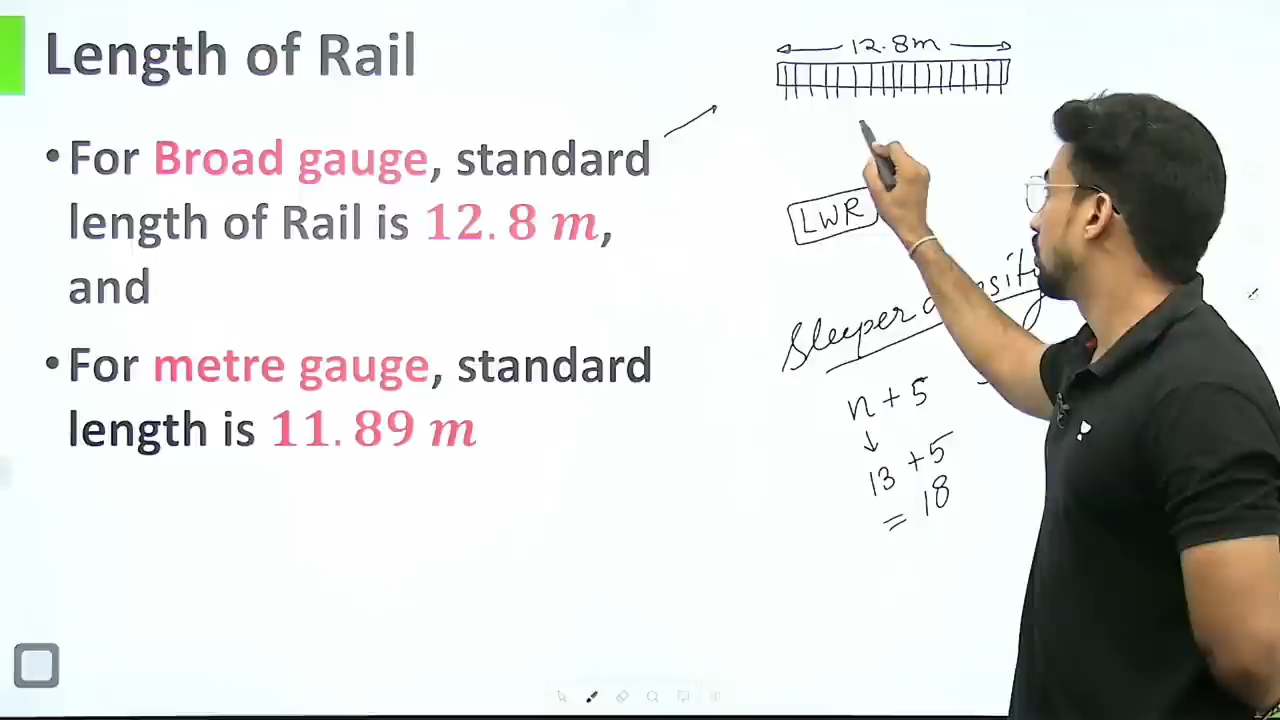 Length of Rail
• For Broad gauge, standard
length of Rail is 12.8 m,
and
• For metre gauge, standard
length is 11.89 m
12.8m
LWR
Sleeper density
n + 5
↓
13 + 5
= 18